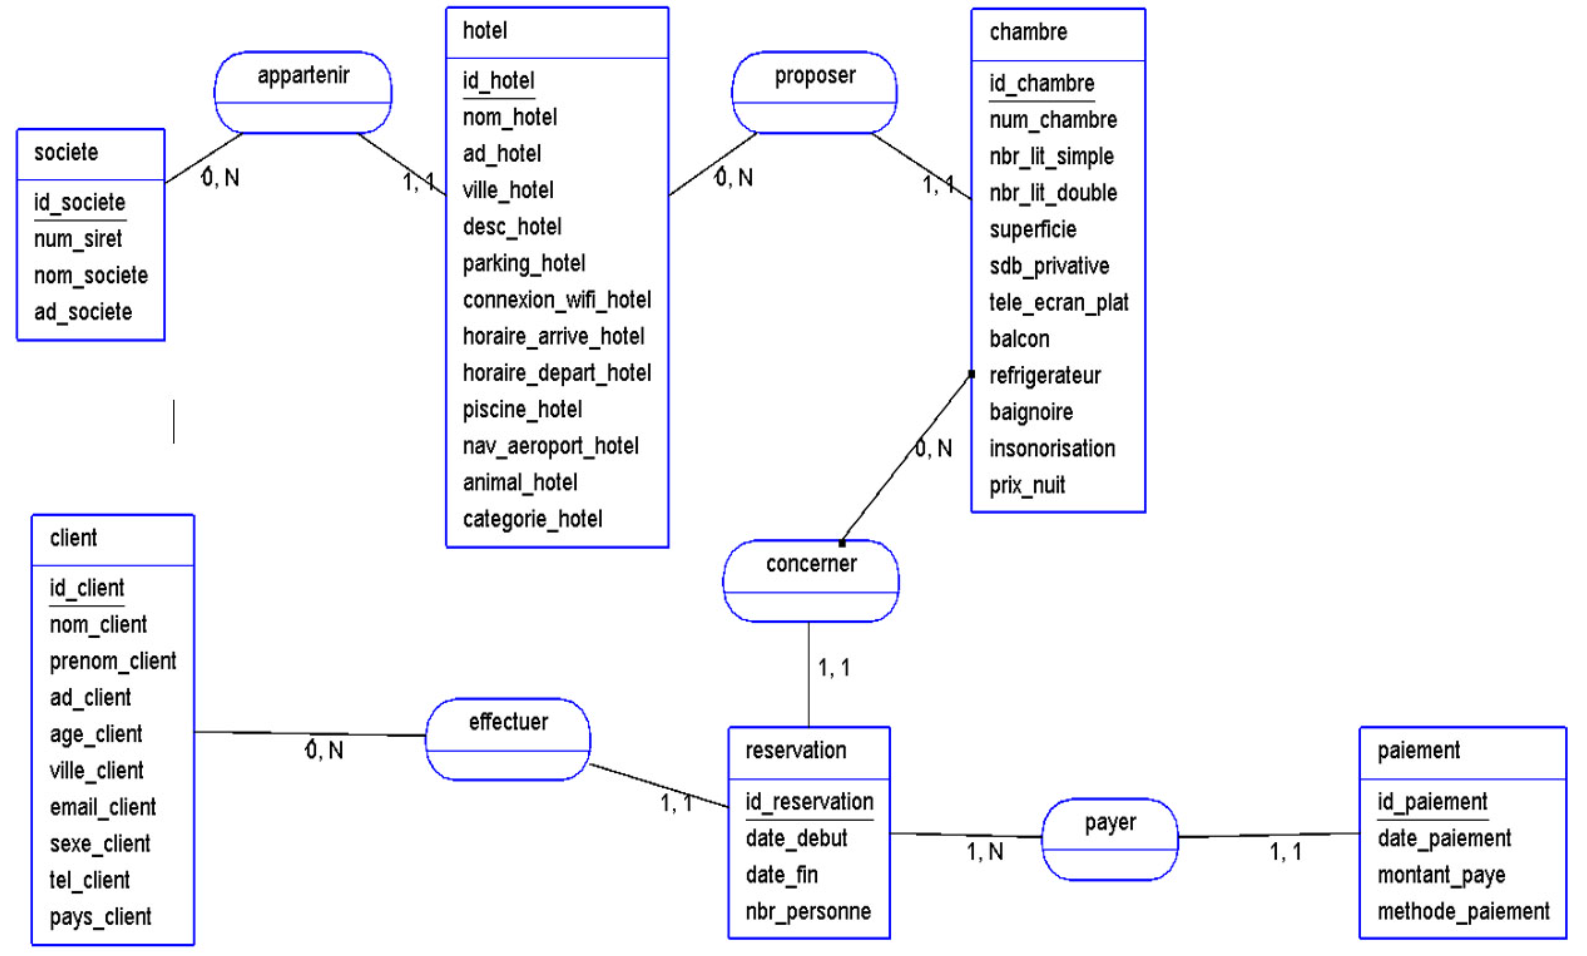 appartenir
0, N
1, 1
proposer
0, N
1, 1
societe
id_societe
num_siret
nom_societe
ad_societe
hotel
id_hotel
nom_hotel
ad_hotel
ville_hotel
desc_hotel
parking_hotel
connexion_wifi_hotel
horaire_arrive_hotel
horaire_depart_hotel
piscine_hotel
nav_aeroport_hotel
animal_hotel
categorie_hotel
chambre
id_chambre
num_chambre
nbr_lit_simple
nbr_lit_double
superficie
sdb_privative
tele_ecran_plat
balcon
refrigerateur
baignoire
insonorisation
prix_nuit
0, N
concerner
1, 1
client
id_client
nom_client
prenom_client
ad_client
age_client
ville_client
email_client
sexe_client
tel_client
pays_client
0, N
effectuer
1, 1
reservation
id_reservation
date_debut
date_fin
nbr_personne
1, N
payer
1, 1
paiement
id_paiement
date_paiement
montant_paye
methode_paiement